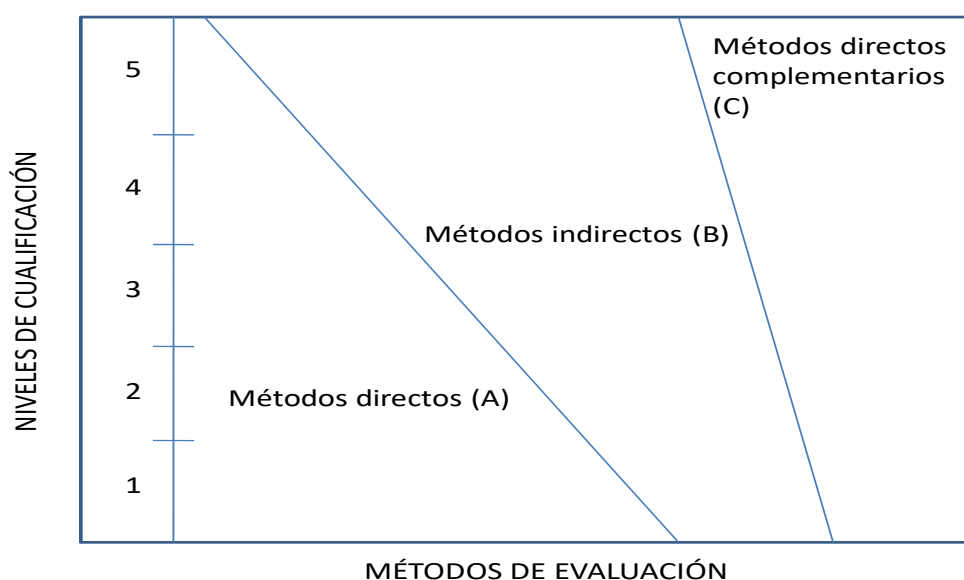 Métodos directos
complementarios
(C)
5
4
Métodos indirectos (B)
3
2
Métodos directos (A)
1
NIVELES DE CUALIFICACIÓN
MÉTODOS DE EVALUACIÓN